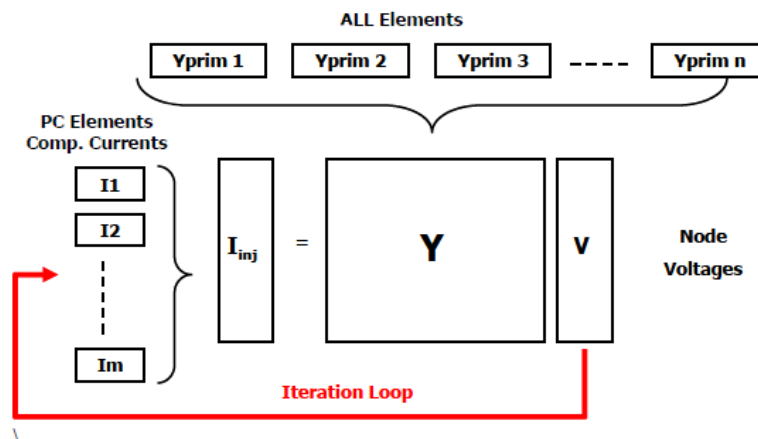 ALL Elements
Yprim 1 Yprim 2 Yprim 3 Yprim n
PC Elements
Comp. Currents
I1
I2
Im
Iinj = Y V
Node
Voltages
Iteration Loop
\